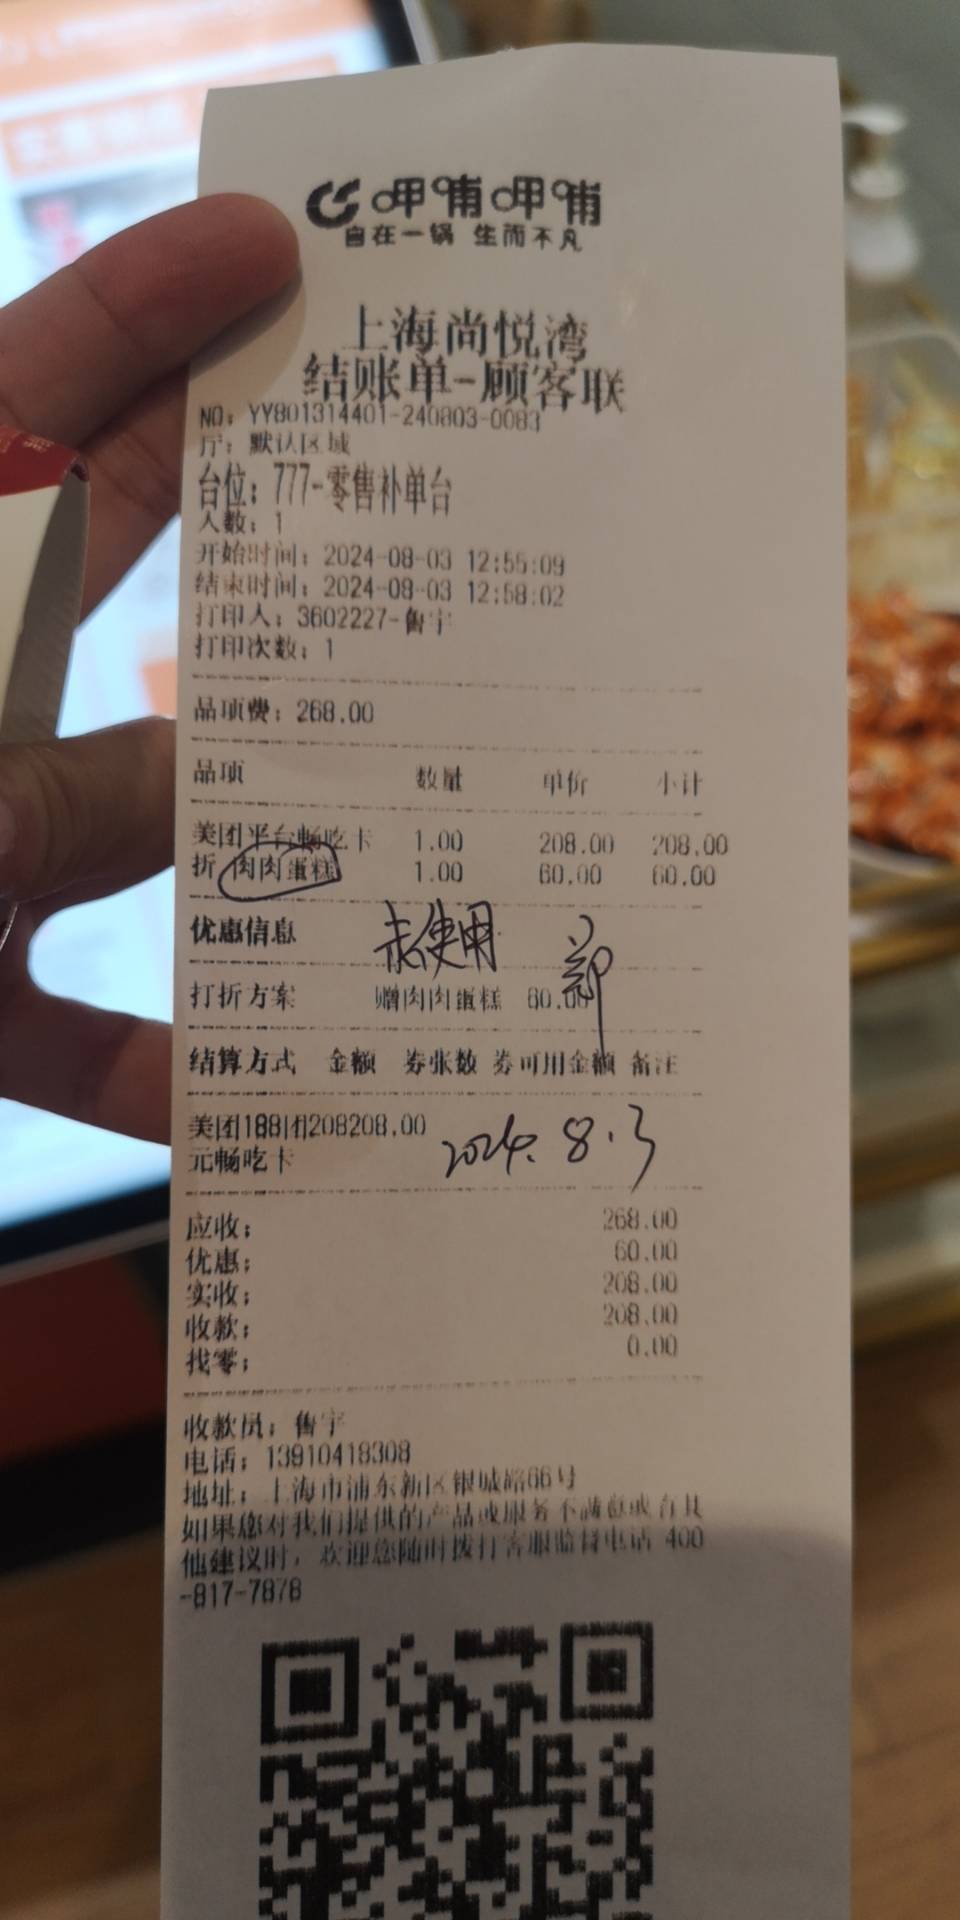 呷哺呷哺
自在一锅 生而不凡
上海尚悦湾
结账单-顾客联
NO: YY801314401-240803-0083
厅: 默认区域
台位: 777-零售补单台
人数: 1
开始时间: 2024-08-03 12:55:09
结束时间: 2024-08-03 12:58:02
打印人: 3602227-鲁宇
打印次数: 1
品项费: 268.00
品项 数量 单价 小计
美团平台畅吃卡 1.00 208.00 208.00
折 肉肉蛋糕 1.00 60.00 60.00
优惠信息
未使用 郑
打折方案 赠肉肉蛋糕 60.00
结算方式 金额 券张数 券可用金额 备注
美团188团208208.00
元畅吃卡
2024.8.3
应收: 268.00
优惠: 60.00
实收: 208.00
收款: 208.00
找零: 0.00
收款员: 鲁宇
电话: 13910418308
地址: 上海市浦东新区银城路66号
如果您对我们提供的产品或服务不满意或有其
他建议时, 欢迎您随时拨打客服监督电话 400
-817-7878